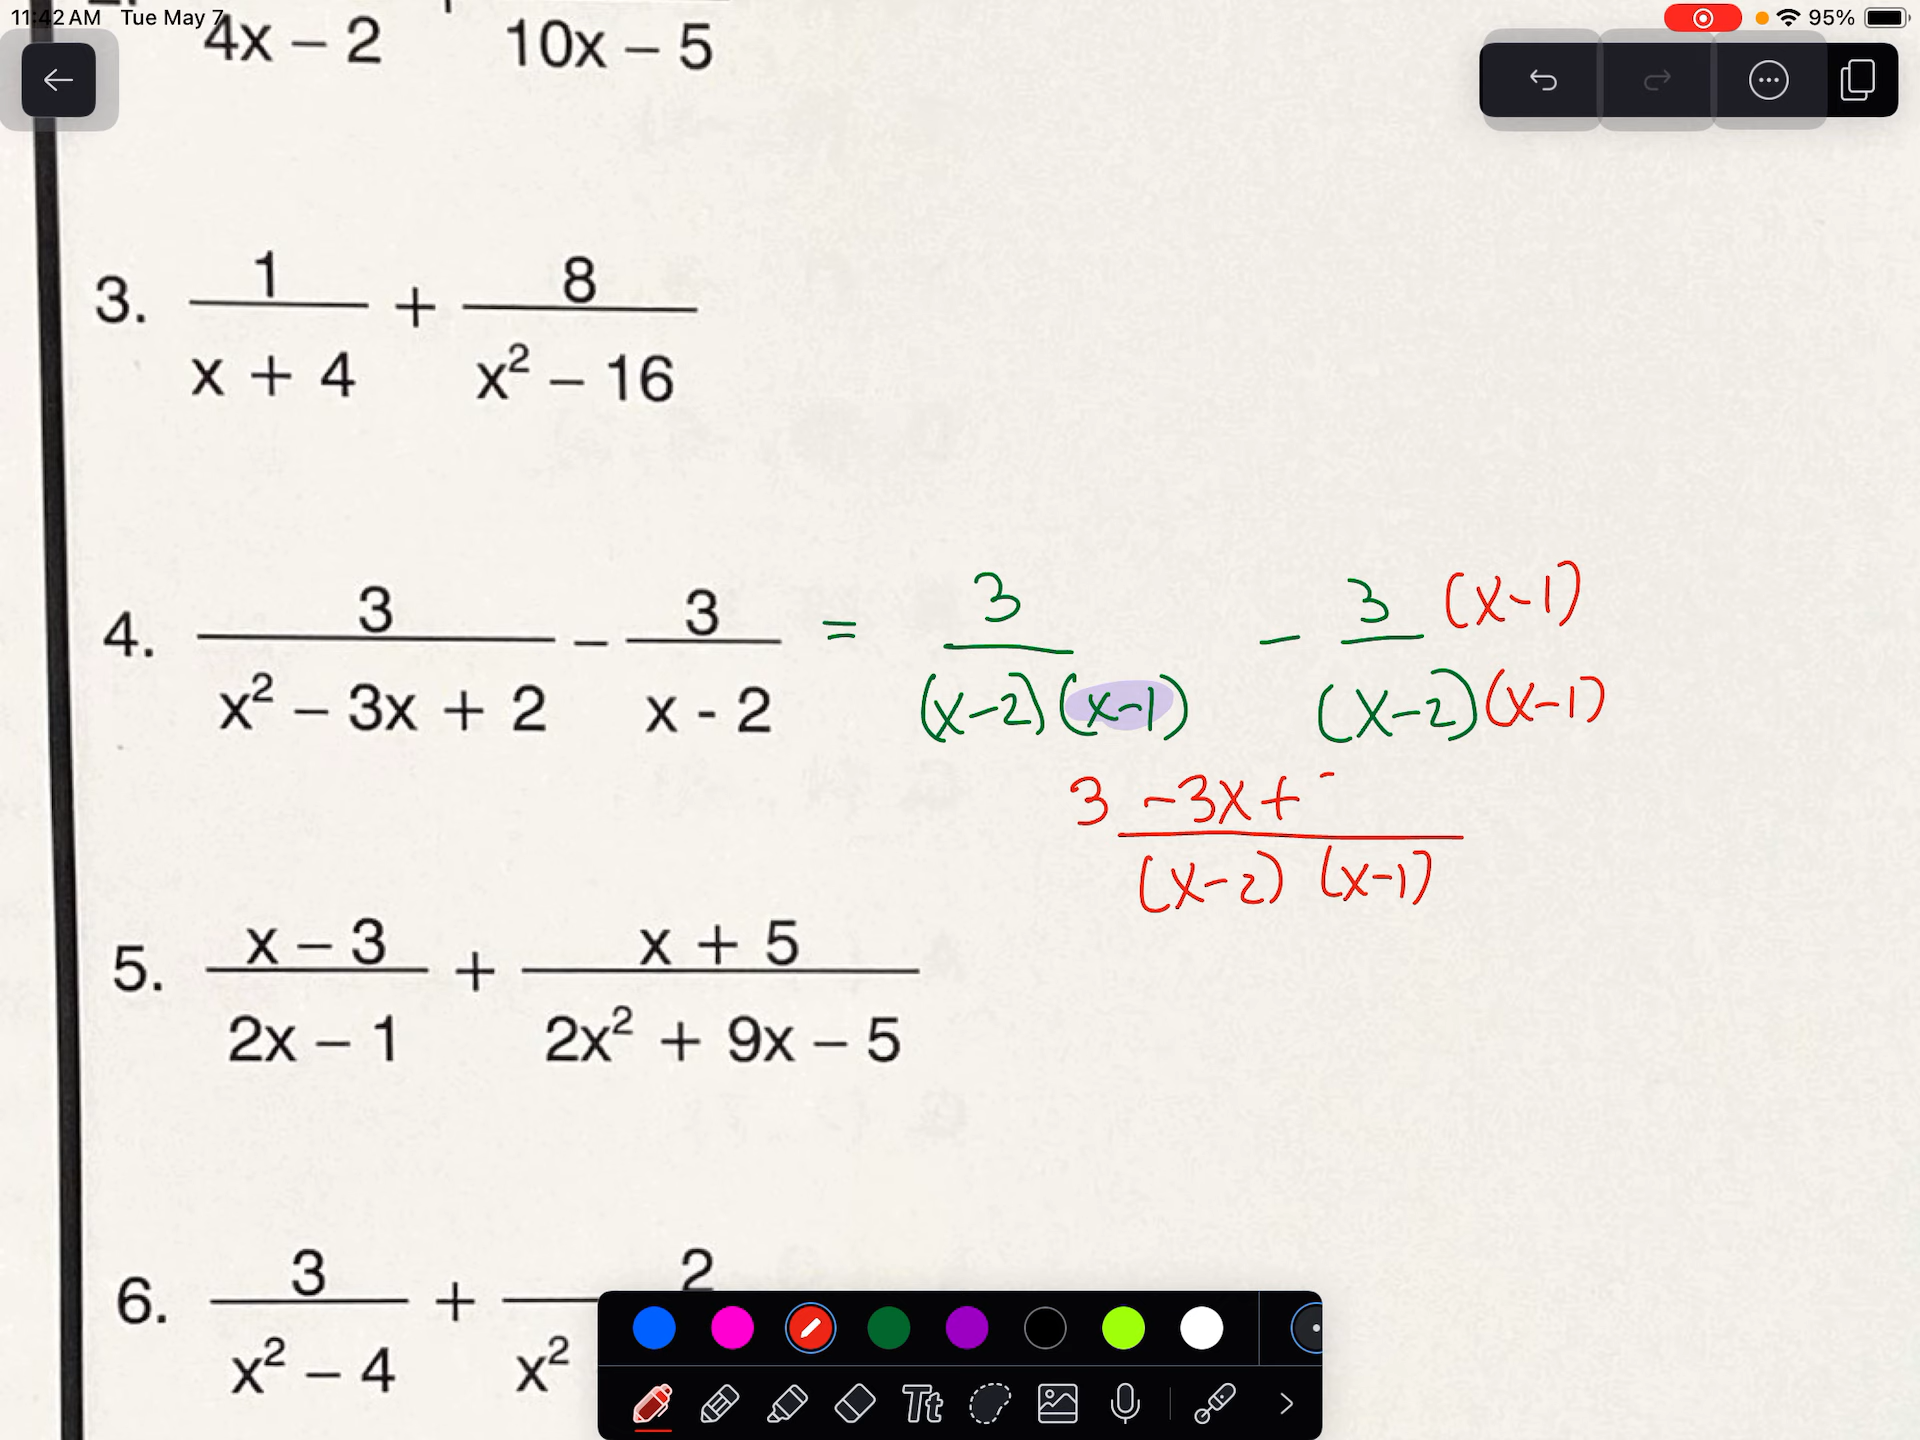 11:42 AM Tue May 7
95%
4x – 2 10x – 5
3. 1 + 8
x + 4 x² – 16
4. 3 – 3 = 3 – 3 (x-1)
x² – 3x + 2 x - 2 (x-2)(x-1) (x-2)(x-1)
3 -3x+
(x-2) (x-1)
5. x – 3 + x + 5
2x – 1 2x² + 9x – 5
6. 3 + 2
x² – 4 x²
Tt